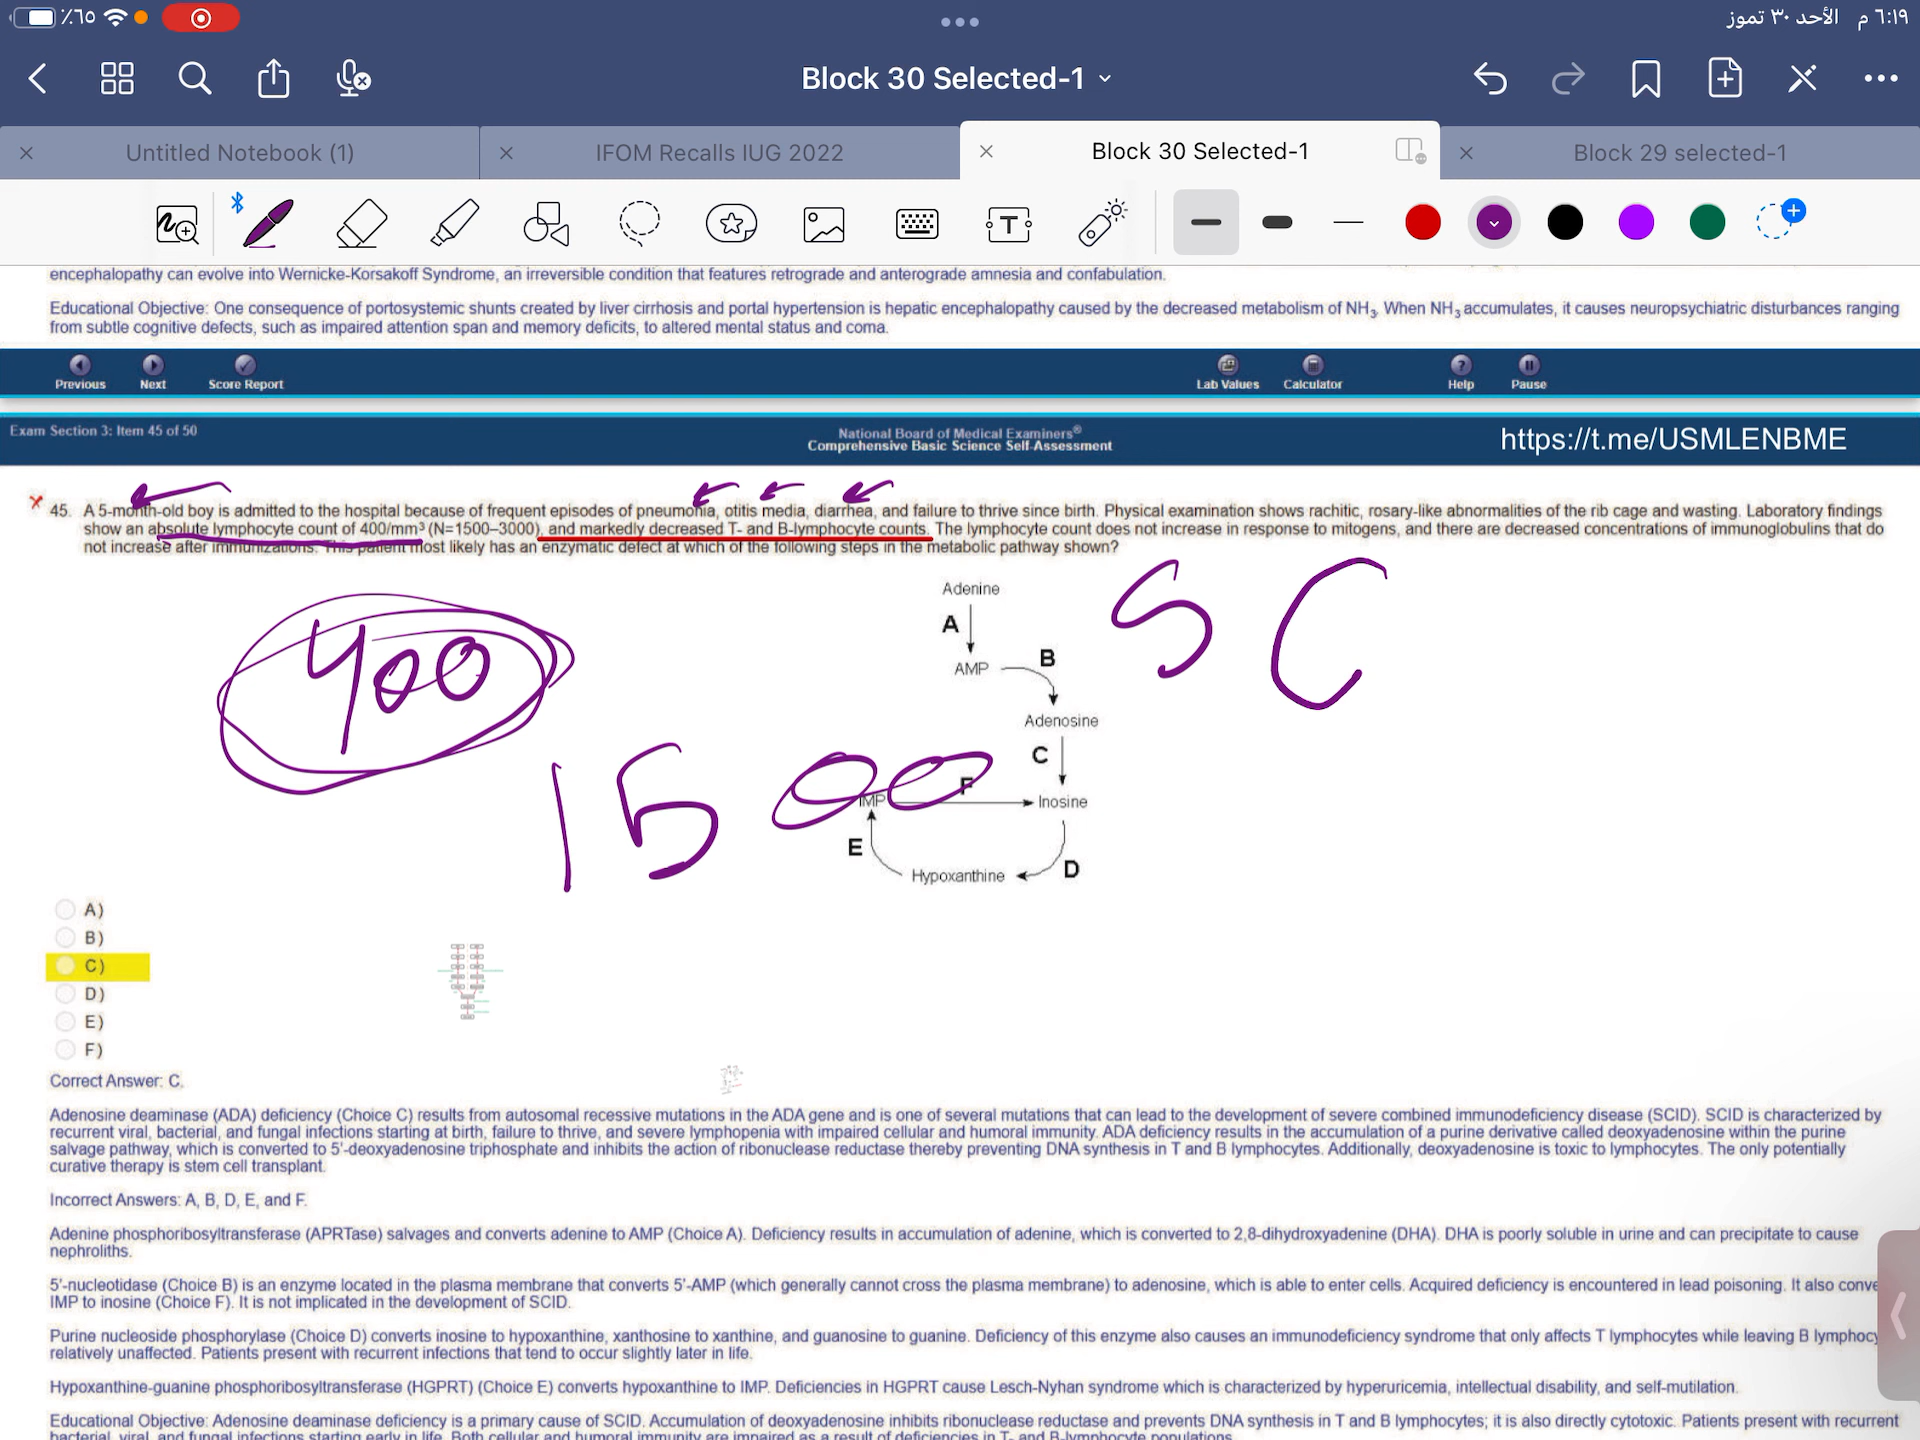 ٪٦٥
٦:١٩ م الأحد ٣٠ تموز
Block 30 Selected-1
Untitled Notebook (1)
IFOM Recalls IUG 2022
Block 30 Selected-1
Block 29 selected-1
encephalopathy can evolve into Wernicke-Korsakoff Syndrome, an irreversible condition that features retrograde and anterograde amnesia and confabulation.
Educational Objective: One consequence of portosystemic shunts created by liver cirrhosis and portal hypertension is hepatic encephalopathy caused by the decreased metabolism of NH3. When NH3 accumulates, it causes neuropsychiatric disturbances ranging
from subtle cognitive defects, such as impaired attention span and memory deficits, to altered mental status and coma.
Previous Next Score Report Lab Values Calculator Help Pause
Exam Section 3: Item 45 of 50
National Board of Medical Examiners®
Comprehensive Basic Science Self-Assessment
https://t.me/USMLENBME
45. A 5-month-old boy is admitted to the hospital because of frequent episodes of pneumonia, otitis media, diarrhea, and failure to thrive since birth. Physical examination shows rachitic, rosary-like abnormalities of the rib cage and wasting. Laboratory findings
show an absolute lymphocyte count of 400/mm³ (N=1500–3000), and markedly decreased T- and B-lymphocyte counts. The lymphocyte count does not increase in response to mitogens, and there are decreased concentrations of immunoglobulins that do
not increase after immunizations. This patient most likely has an enzymatic defect at which of the following steps in the metabolic pathway shown?
S C
400
1500
Adenine
A
AMP
B
Adenosine
C
IMP
F
Inosine
E
D
Hypoxanthine
A)
B)
C)
D)
E)
F)
Correct Answer: C.
Adenosine deaminase (ADA) deficiency (Choice C) results from autosomal recessive mutations in the ADA gene and is one of several mutations that can lead to the development of severe combined immunodeficiency disease (SCID). SCID is characterized by
recurrent viral, bacterial, and fungal infections starting at birth, failure to thrive, and severe lymphopenia with impaired cellular and humoral immunity. ADA deficiency results in the accumulation of a purine derivative called deoxyadenosine within the purine
salvage pathway, which is converted to 5'-deoxyadenosine triphosphate and inhibits the action of ribonuclease reductase thereby preventing DNA synthesis in T and B lymphocytes. Additionally, deoxyadenosine is toxic to lymphocytes. The only potentially
curative therapy is stem cell transplant.
Incorrect Answers: A, B, D, E, and F.
Adenine phosphoribosyltransferase (APRTase) salvages and converts adenine to AMP (Choice A). Deficiency results in accumulation of adenine, which is converted to 2,8-dihydroxyadenine (DHA). DHA is poorly soluble in urine and can precipitate to cause
nephroliths.
5'-nucleotidase (Choice B) is an enzyme located in the plasma membrane that converts 5'-AMP (which generally cannot cross the plasma membrane) to adenosine, which is able to enter cells. Acquired deficiency is encountered in lead poisoning. It also conve
IMP to inosine (Choice F). It is not implicated in the development of SCID.
Purine nucleoside phosphorylase (Choice D) converts inosine to hypoxanthine, xanthosine to xanthine, and guanosine to guanine. Deficiency of this enzyme also causes an immunodeficiency syndrome that only affects T lymphocytes while leaving B lymphocy
relatively unaffected. Patients present with recurrent infections that tend to occur slightly later in life.
Hypoxanthine-guanine phosphoribosyltransferase (HGPRT) (Choice E) converts hypoxanthine to IMP. Deficiencies in HGPRT cause Lesch-Nyhan syndrome which is characterized by hyperuricemia, intellectual disability, and self-mutilation.
Educational Objective: Adenosine deaminase deficiency is a primary cause of SCID. Accumulation of deoxyadenosine inhibits ribonuclease reductase and prevents DNA synthesis in T and B lymphocytes; it is also directly cytotoxic. Patients present with recurrent
bacterial, viral, and fungal infections starting early in life. Both cellular and humoral immunity are impaired as a result of deficiencies in T- and B-lymphocyte populations.